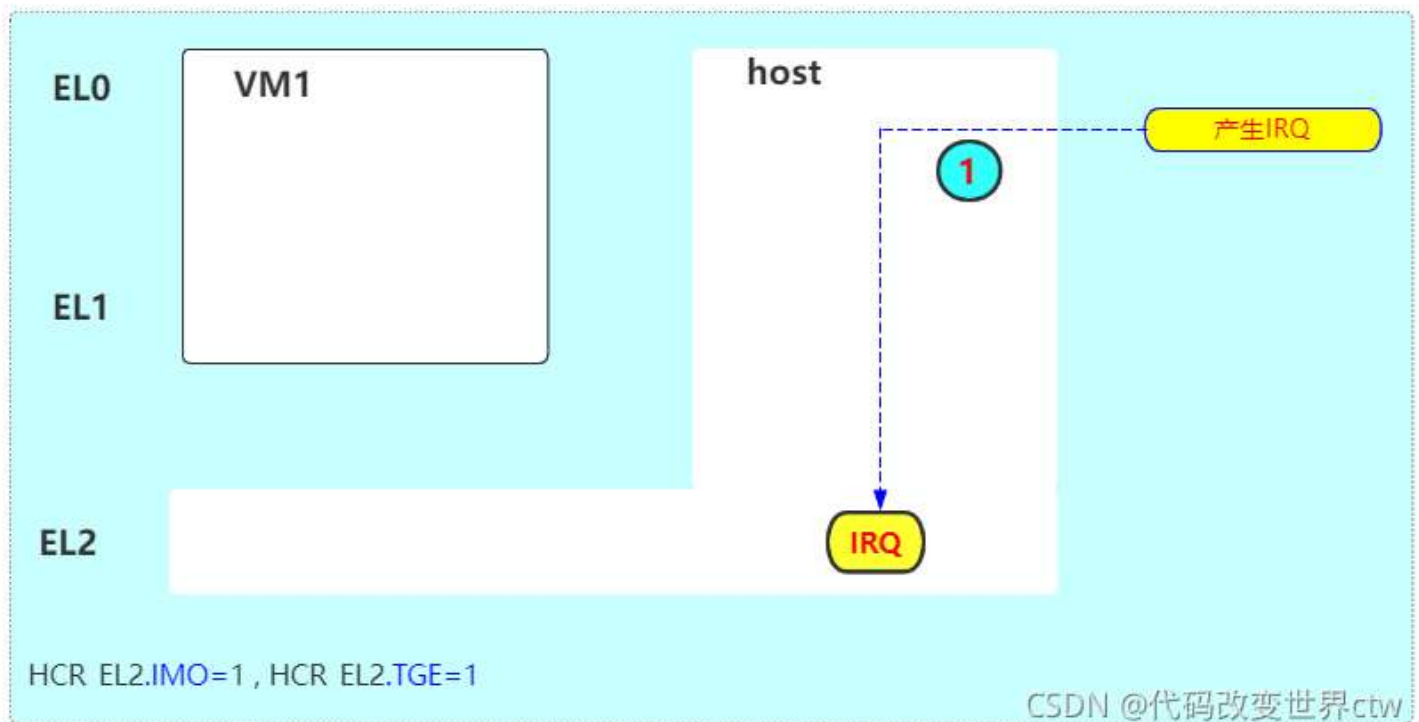 EL0
VM1
host
产生IRQ
1
EL1
EL2
IRQ
HCR EL2.IMO=1 , HCR EL2.TGE=1
CSDN @代码改变世界ctw